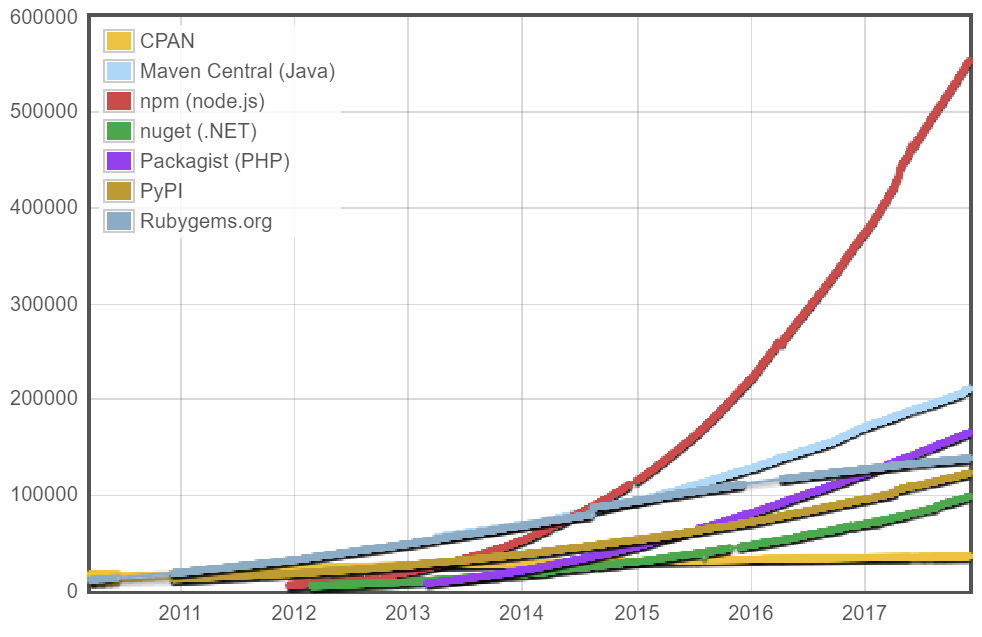 600000
500000
400000
300000
200000
100000
0
CPAN
Maven Central (Java)
npm (node.js)
nuget (.NET)
Packagist (PHP)
PyPI
Rubygems.org
2011 2012 2013 2014 2015 2016 2017